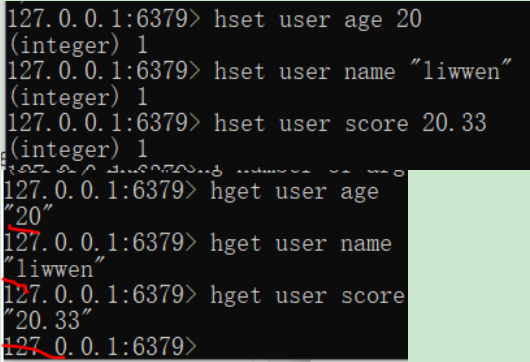 127.0.0.1:6379> hset user age 20
(integer) 1
127.0.0.1:6379> hset user name "liwwen"
(integer) 1
127.0.0.1:6379> hset user score 20.33
(integer) 1
127.0.0.1:6379> hget user age
"20"
127.0.0.1:6379> hget user name
"liwwen"
127.0.0.1:6379> hget user score
"20.33"
127.0.0.1:6379>